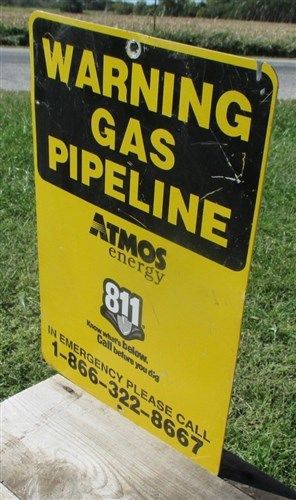 WARNING
GAS
PIPELINE
ATMOS
energy
811
Know what's below.
Call before you dig
IN EMERGENCY PLEASE CALL
1-866-322-8667